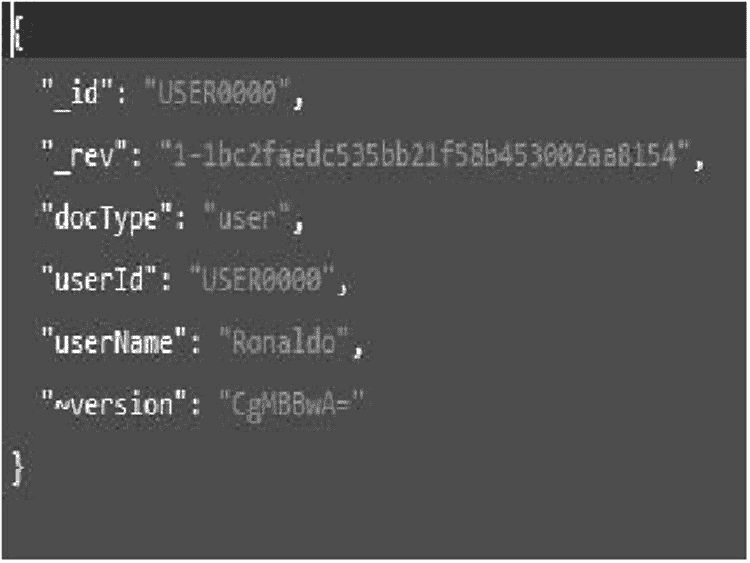 {
"_id": "USER0000",
"_rev": "1-1bc2faedc535bb21f58b453002aa8154",
"docType": "user",
"userId": "USER0000",
"userName": "Ronaldo",
"~version": "CgMBBwA="
}